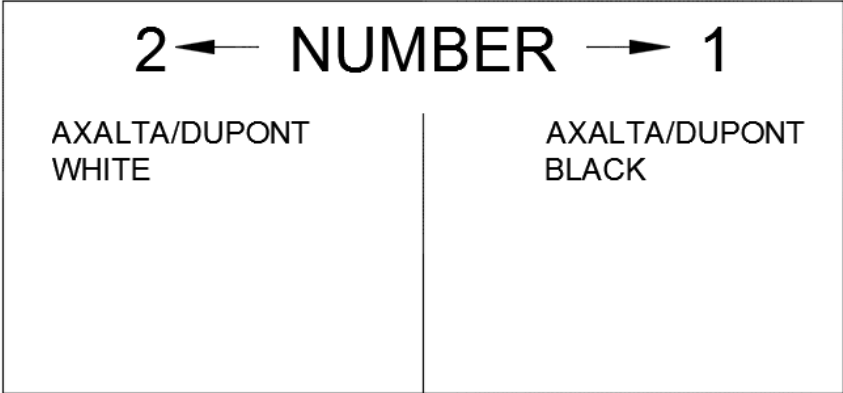 2 NUMBER 1
AXALTA/DUPONT
WHITE
AXALTA/DUPONT
BLACK